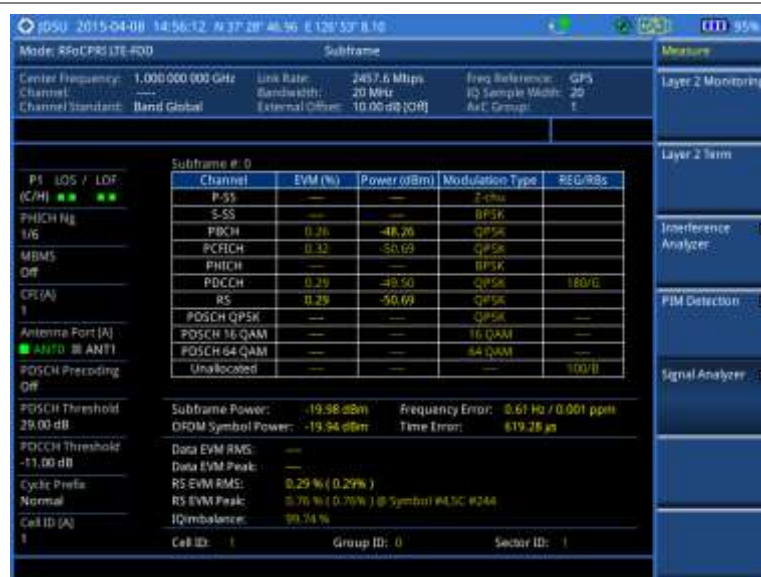 JDSU 2015-04-08 14:56:12 N 37° 28' 46.96 E 126° 53' 8.10 95%
Mode: RFoCPRI LTE-FDD Subframe Measure
Center Frequency: 1.000 000 000 GHz Link Rate: 2457.6 Mbps Freq Reference: GPS
Channel: ---- Bandwidth: 20 MHz IQ Sample Width: 20
Channel Standard: Band Global External Offset: 10.00 dB [Off] AxC Group: 1
Layer 2 Monitoring
Layer 2 Term
Interference
Analyzer
PIM Detection
Signal Analyzer
P1 LOS / LOF
(C/H)
PHICH Ng
1/6
MBMS
Off
CFI [A]
1
Antenna Port [A]
ANT0 ANT1
PDSCH Precoding
Off
PDSCH Threshold
29.00 dB
PDCCH Threshold
-11.00 dB
Cyclic Prefix
Normal
Cell ID [A]
1
Subframe #: 0
Channel EVM (%) Power (dBm) Modulation Type REG/RBs
P-SS ---- ---- Z-chu
S-SS ---- ---- BPSK
PBCH 0.26 -48.26 QPSK
PCFICH 0.32 -50.69 QPSK
PHICH ---- ---- BPSK
PDCCH 0.29 -49.50 QPSK 180/G
RS 0.29 -50.69 QPSK
PDSCH QPSK ---- ---- QPSK ----
PDSCH 16 QAM ---- ---- 16 QAM ----
PDSCH 64 QAM ---- ---- 64 QAM ----
Unallocated ---- ---- ---- 100/B
Subframe Power: -19.98 dBm Frequency Error: 0.61 Hz / 0.001 ppm
OFDM Symbol Power: -19.94 dBm Time Error: 619.28 µs
Data EVM RMS: ----
Data EVM Peak: ----
RS EVM RMS: 0.29 % ( 0.29% )
RS EVM Peak: 0.76 % ( 0.76% ) @ Symbol #4,SC #244
IQimbalance: 99.74 %
Cell ID: 1 Group ID: 0 Sector ID: 1